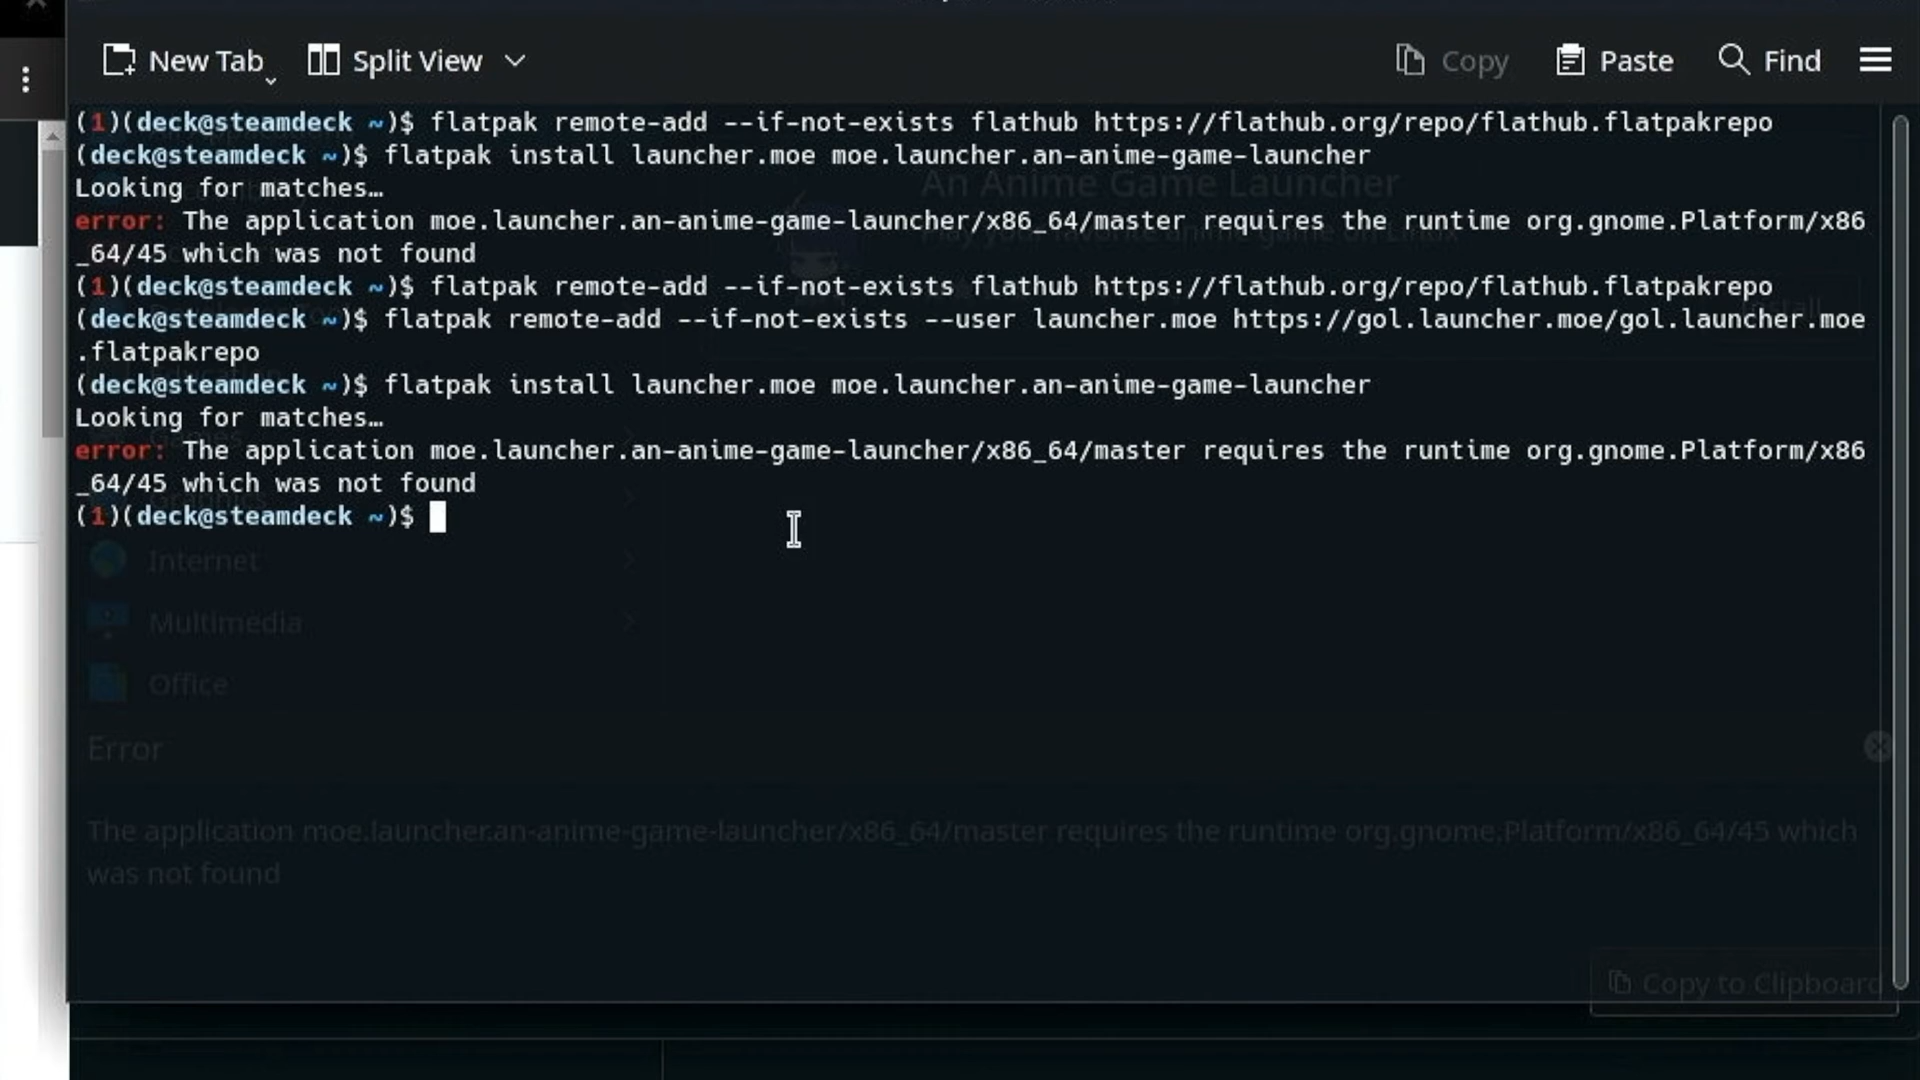 New Tab
Split View
Copy
Paste
Find
(1)(deck@steamdeck ~)$ flatpak remote-add --if-not-exists flathub https://flathub.org/repo/flathub.flatpakrepo
(deck@steamdeck ~)$ flatpak install launcher.moe moe.launcher.an-anime-game-launcher
Looking for matches…
error: The application moe.launcher.an-anime-game-launcher/x86_64/master requires the runtime org.gnome.Platform/x86
_64/45 which was not found
(1)(deck@steamdeck ~)$ flatpak remote-add --if-not-exists flathub https://flathub.org/repo/flathub.flatpakrepo
(deck@steamdeck ~)$ flatpak remote-add --if-not-exists --user launcher.moe https://gol.launcher.moe/gol.launcher.moe
.flatpakrepo
(deck@steamdeck ~)$ flatpak install launcher.moe moe.launcher.an-anime-game-launcher
Looking for matches…
error: The application moe.launcher.an-anime-game-launcher/x86_64/master requires the runtime org.gnome.Platform/x86
_64/45 which was not found
(1)(deck@steamdeck ~)$
An Anime Game Launcher
Games
Graphics
Internet
Multimedia
Office
Error
The application moe.launcher.an-anime-game-launcher/x86_64/master requires the runtime org.gnome.Platform/x86_64/45 which
was not found
Copy to Clipboard